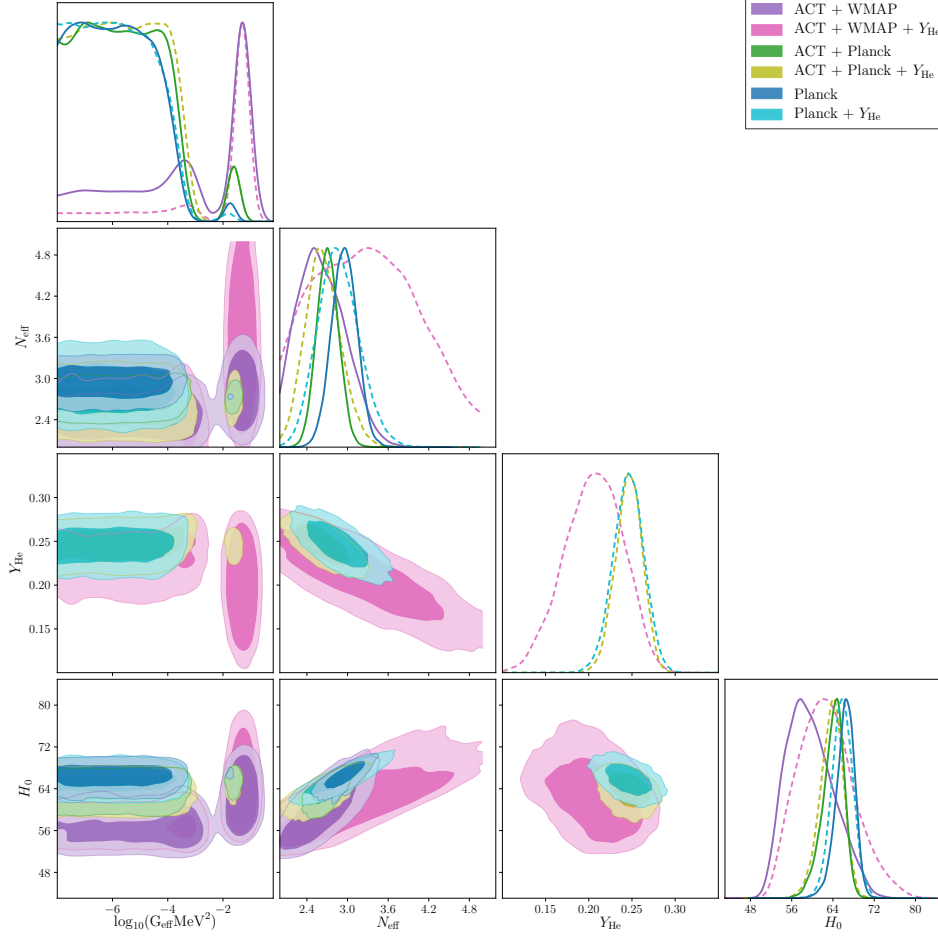 ACT + WMAP
ACT + WMAP + Y_He
ACT + Planck
ACT + Planck + Y_He
Planck
Planck + Y_He
4.8
4.2
3.6
3.0
2.4
N_eff
0.30
0.25
0.20
0.15
Y_He
80
72
64
56
48
H_0
−6 −4 −2
log_10(G_eff MeV^2)
2.4 3.0 3.6 4.2 4.8
N_eff
0.15 0.20 0.25 0.30
Y_He
48 56 64 72 80
H_0